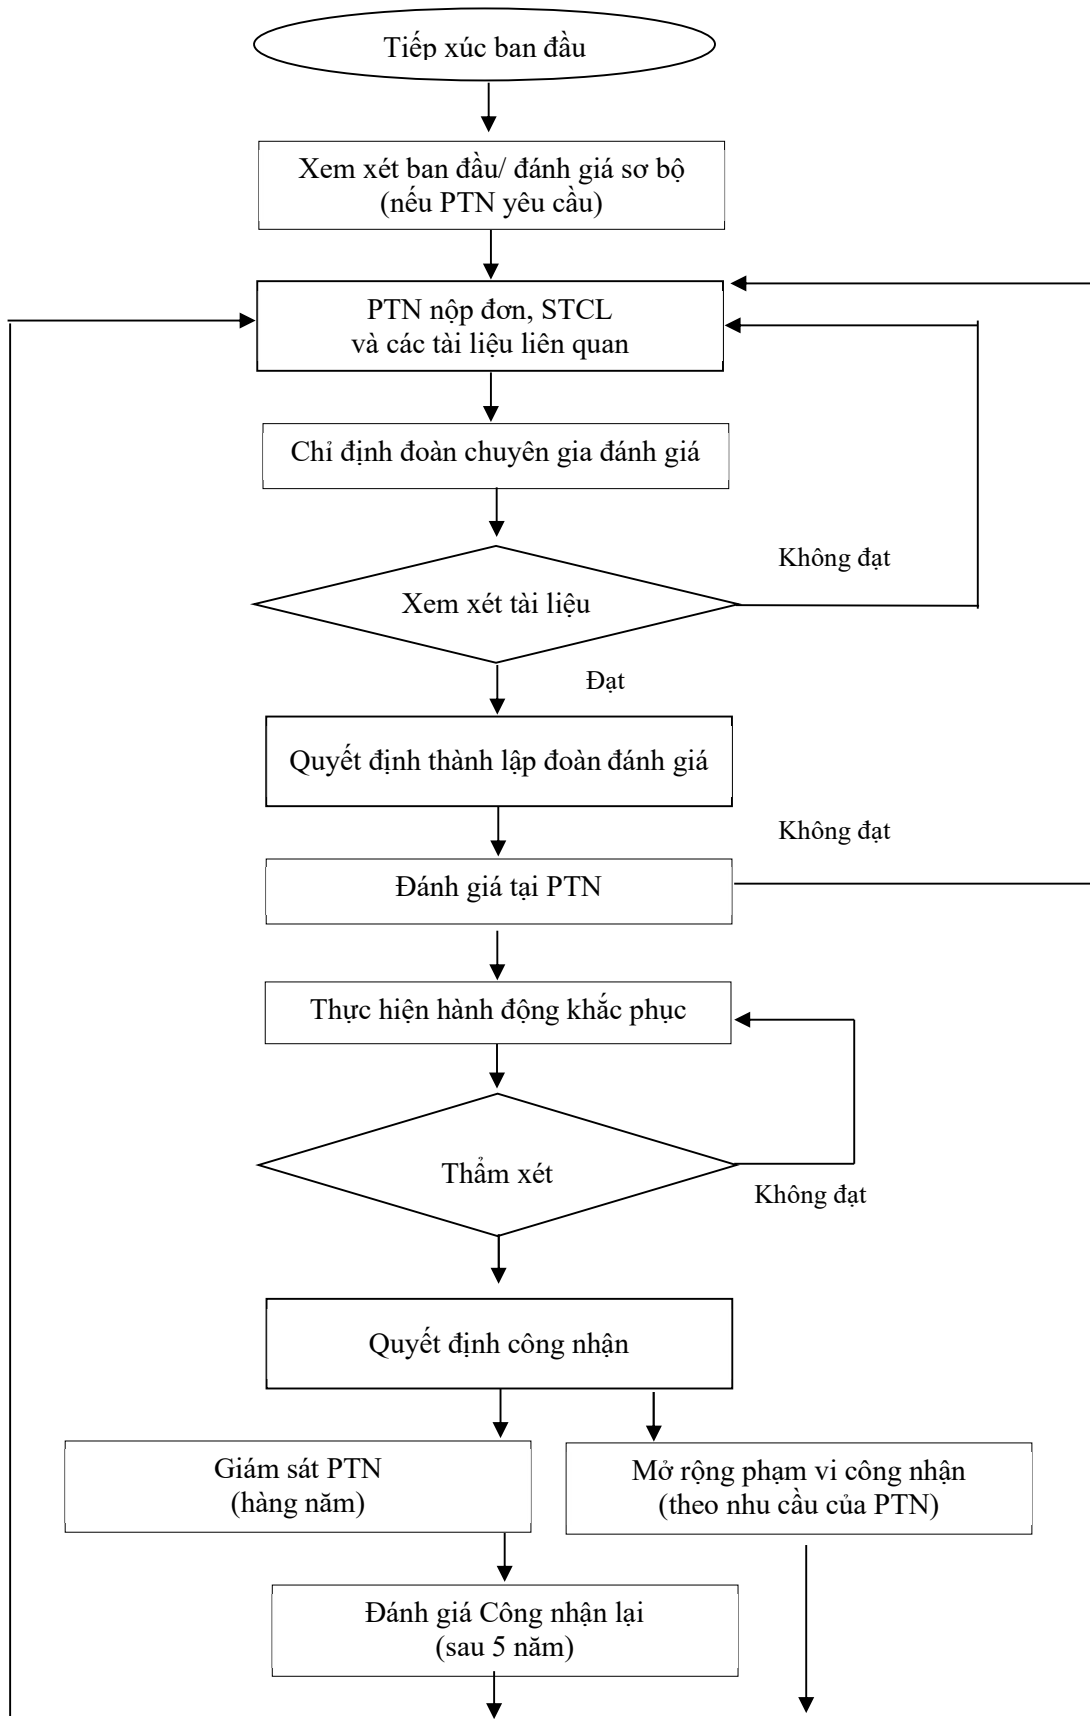 Tiếp xúc ban đầu
Xem xét ban đầu/ đánh giá sơ bộ
(nếu PTN yêu cầu)
PTN nộp đơn, STCL
và các tài liệu liên quan
Chỉ định đoàn chuyên gia đánh giá
Không đạt
Xem xét tài liệu
Đạt
Quyết định thành lập đoàn đánh giá
Không đạt
Đánh giá tại PTN
Thực hiện hành động khắc phục
Thẩm xét
Không đạt
Quyết định công nhận
Giám sát PTN
(hàng năm)
Mở rộng phạm vi công nhận
(theo nhu cầu của PTN)
Đánh giá Công nhận lại
(sau 5 năm)